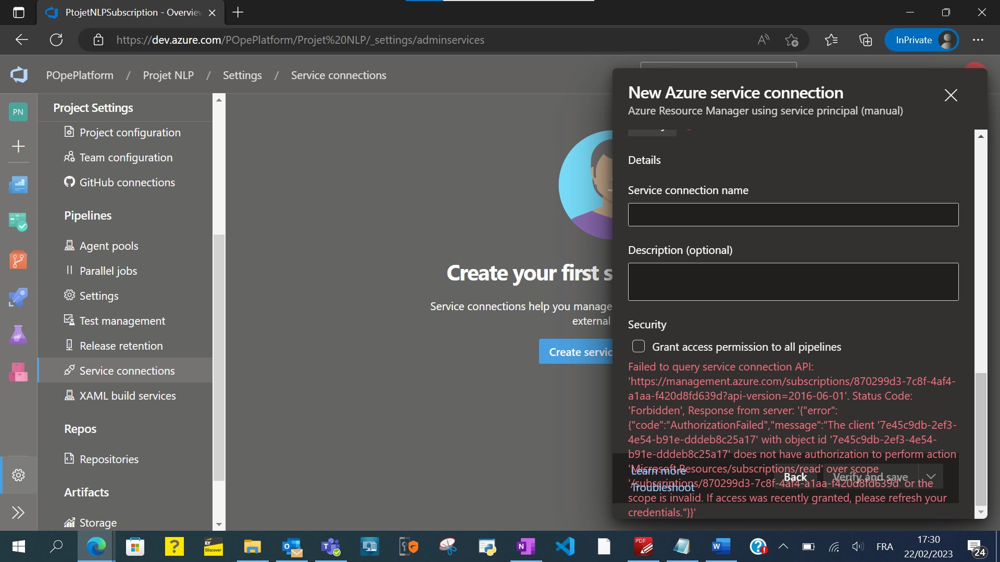 PtojetNLPSubscription - Overview
https://dev.azure.com/POpePlatform/Projet%20NLP/_settings/adminservices
InPrivate
POpePlatform / Projet NLP / Settings / Service connections
PN
Project Settings
Project configuration
Team configuration
GitHub connections
Pipelines
Agent pools
Parallel jobs
Settings
Test management
Release retention
Service connections
XAML build services
Repos
Repositories
Artifacts
Storage
Create your first s
Service connections help you manage
external
Create servic
New Azure service connection
Azure Resource Manager using service principal (manual)
Details
Service connection name
Description (optional)
Security
Grant access permission to all pipelines
Failed to query service connection API:
'https://management.azure.com/subscriptions/870299d3-7c8f-4af4-
a1aa-f420d8fd639d?api-version=2016-06-01'. Status Code:
'Forbidden', Response from server: '{"error":
{"code":"AuthorizationFailed","message":"The client '7e45c9db-2ef3-
4e54-b91e-dddeb8c25a17' with object id '7e45c9db-2ef3-4e54-
b91e-dddeb8c25a17' does not have authorization to perform action
'Microsoft.Resources/subscriptions/read' over scope
'/subscriptions/870299d3-7c8f-4af4-a1aa-f420d8fd639d' or the
scope is invalid. If access was recently granted, please refresh your
credentials."}}'
Learn more
Troubleshoot
Back
Verify and save
EY
Discover
PDF
FRA
17:30
22/02/2023
24